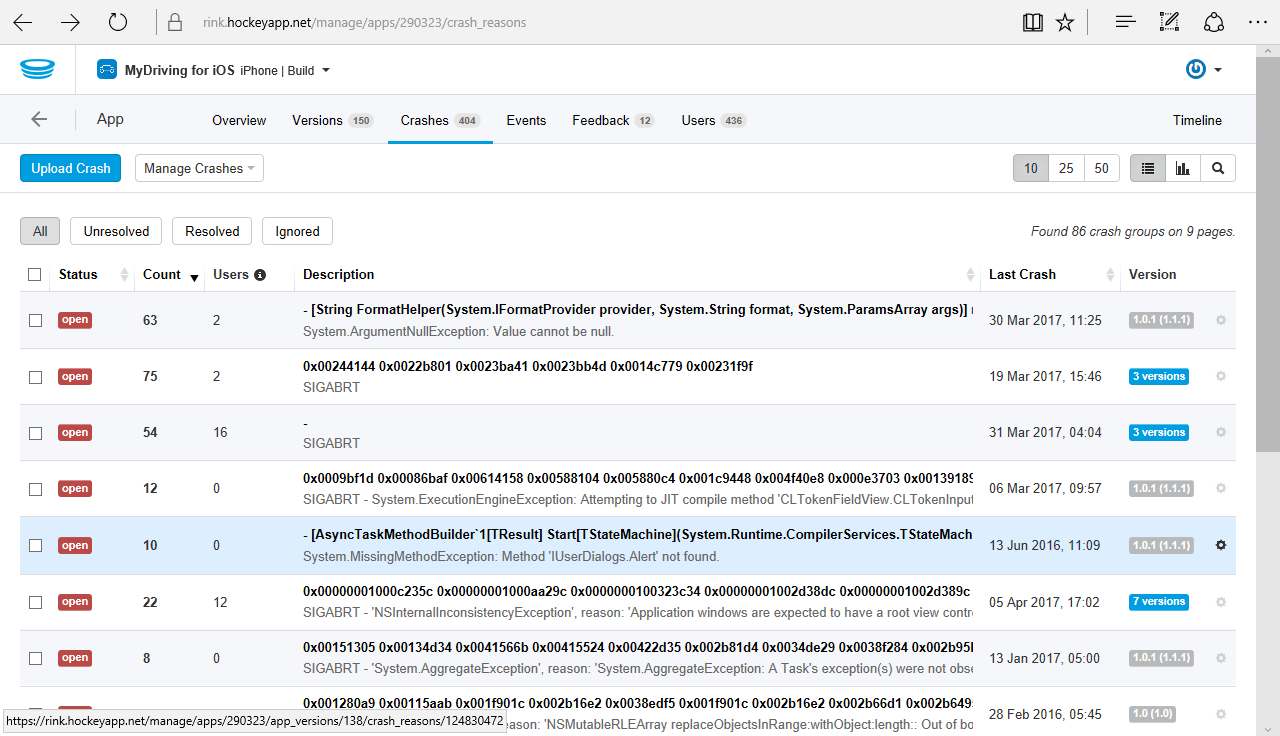 rink.hockeyapp.net/manage/apps/290323/crash_reasons
MyDriving for iOS iPhone | Build
App Overview Versions 150 Crashes 404 Events Feedback 12 Users 436 Timeline
Upload Crash Manage Crashes 10 25 50
All Unresolved Resolved Ignored Found 86 crash groups on 9 pages.
Status Count Users Description Last Crash Version
- [String FormatHelper(System.IFormatProvider provider, System.String format, System.ParamsArray args)]
open 63 2 30 Mar 2017, 11:25 1.0.1 (1.1.1)
System.ArgumentNullException: Value cannot be null.
0x00244144 0x0022b801 0x0023ba41 0x0023bb4d 0x0014c779 0x00231f9f
open 75 2 19 Mar 2017, 15:46 3 versions
SIGABRT
-
open 54 16 31 Mar 2017, 04:04 3 versions
SIGABRT
0x0009bf1d 0x00086baf 0x00614158 0x00588104 0x005880c4 0x001c9448 0x004f40e8 0x000e3703 0x00139189
open 12 0 06 Mar 2017, 09:57 1.0.1 (1.1.1)
SIGABRT - System.ExecutionEngineException: Attempting to JIT compile method 'CLTokenFieldView.CLTokenInput
- [AsyncTaskMethodBuilder`1[TResult] Start[TStateMachine](System.Runtime.CompilerServices.TStateMach
open 10 0 13 Jun 2016, 11:09 1.0.1 (1.1.1)
System.MissingMethodException: Method 'IUserDialogs.Alert' not found.
0x00000001000c235c 0x00000001000aa29c 0x0000000100323c34 0x00000001002d38dc 0x00000001002d389c
open 22 12 05 Apr 2017, 17:02 7 versions
SIGABRT - 'NSInternalInconsistencyException', reason: 'Application windows are expected to have a root view contr
0x00151305 0x00134d34 0x0041566b 0x00415524 0x00422d35 0x002b81d4 0x0034de29 0x0038f284 0x002b95
open 8 0 13 Jan 2017, 05:00 1.0.1 (1.1.1)
SIGABRT - 'System.AggregateException', reason: 'System.AggregateException: A Task's exception(s) were not obse
0x001280a9 0x00115aab 0x001f901c 0x002b16e2 0x0038edf5 0x001f901c 0x002b16e2 0x002b66d1 0x002b649
28 Feb 2016, 05:45 1.0 (1.0)
https://rink.hockeyapp.net/manage/apps/290323/app_versions/138/crash_reasons/124830472 eason: 'NSMutableRLEArray replaceObjectsInRange:withObject:length:: Out of bo